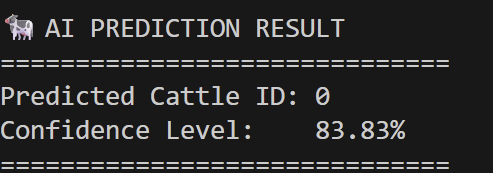 🐄 AI PREDICTION RESULT
==============================
Predicted Cattle ID: 0
Confidence Level:    83.83%
==============================